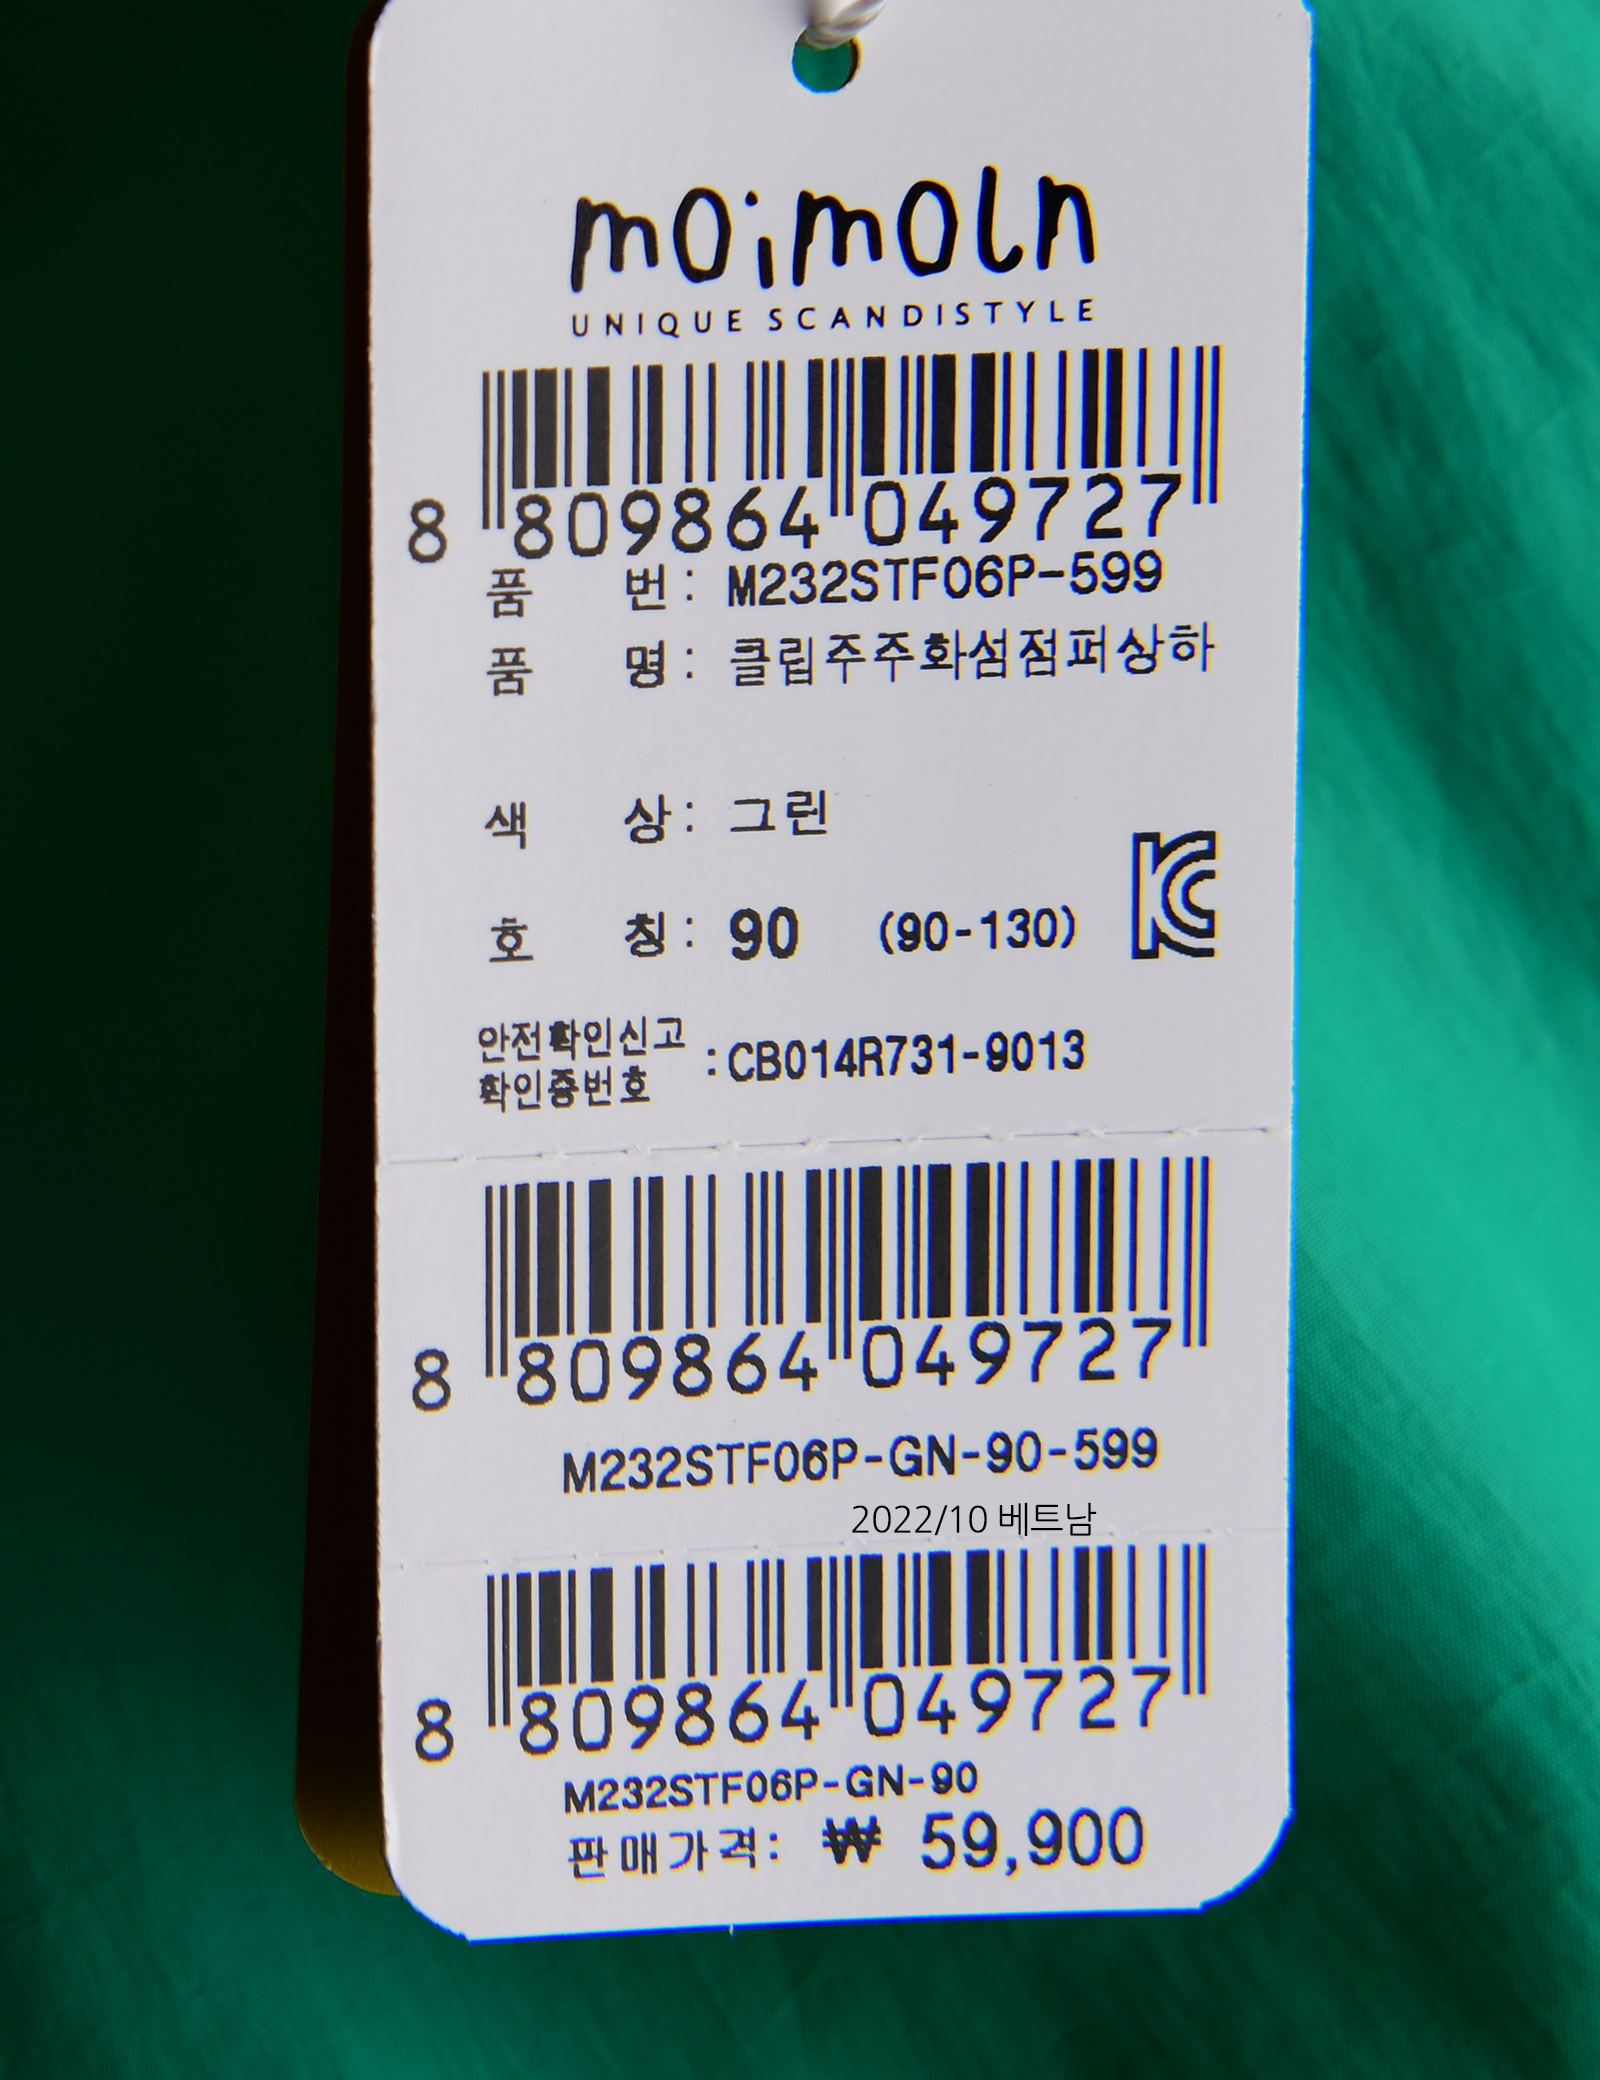 moimoln
UNIQUE SCANDISTYLE
8 809864 049727
품 번 : M232STF06P-599
품 명 : 클립주주화섬점퍼상하
색 상 : 그린
호 칭 : 90 (90-130)
안전확인신고
확인증번호 : CB014R731-9013
8 809864 049727
M232STF06P-GN-90-599
2022/10 베트남
8 809864 049727
M232STF06P-GN-90
판매가격: ₩ 59,900